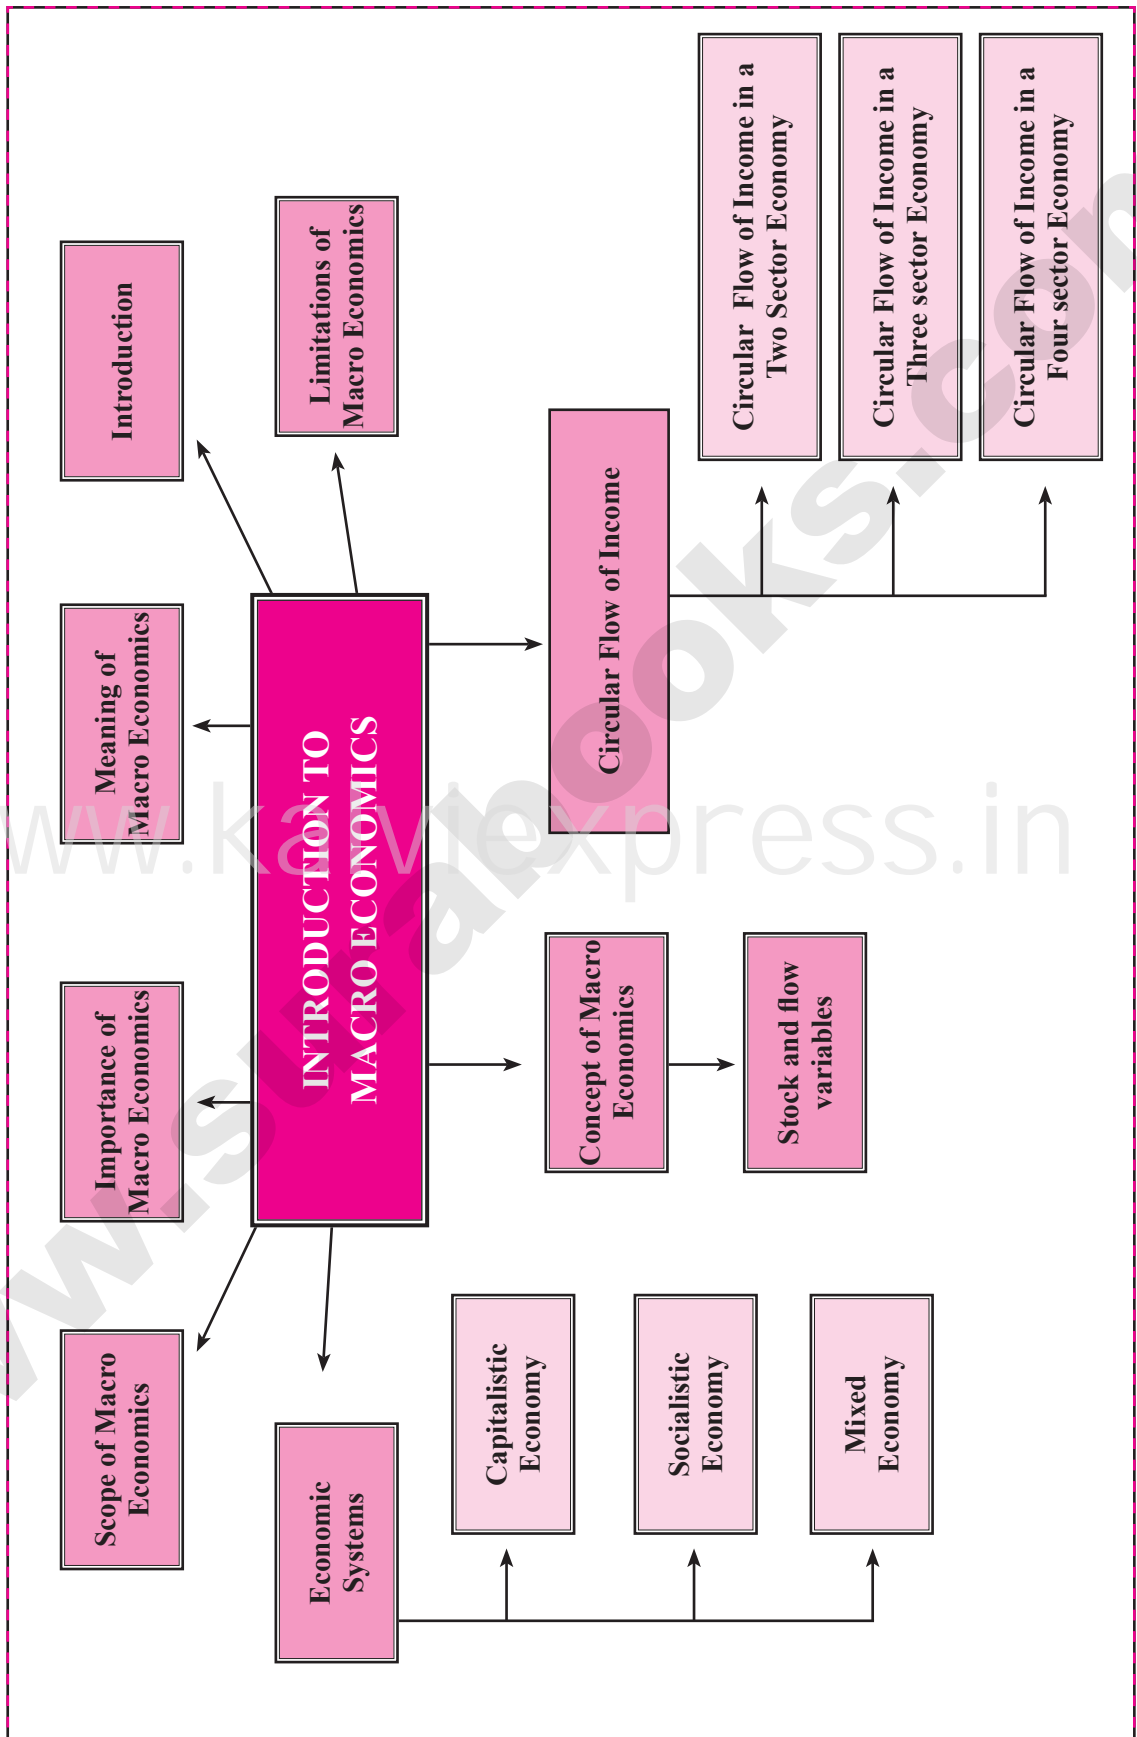 Scope of Macro
Economics
Importance of
Macro Economics
Meaning of
Macro Economics
Introduction
Economic
Systems
INTRODUCTION TO
MACRO ECONOMICS
Limitations of
Macro Economics
Capitalistic
Economy
Socialistic
Economy
Mixed
Economy
Concept of Macro
Economics
Stock and flow
variables
Circular Flow of Income
Circular Flow of Income in a
Two Sector Economy
Circular Flow of Income in a
Three sector Economy
Circular Flow of Income in a
Four sector Economy
www.kalviexpress.in
w.surabooks.com